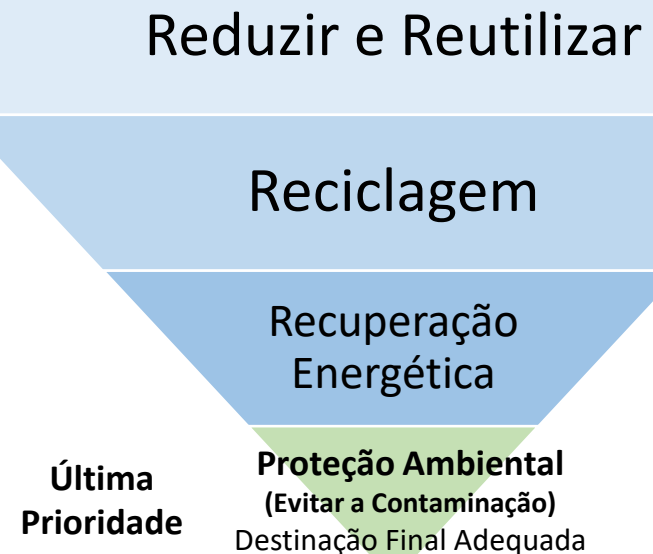 Reduzir e Reutilizar
Reciclagem
Recuperação
Energética
Última
Prioridade
Proteção Ambiental
(Evitar a Contaminação)
Destinação Final Adequada